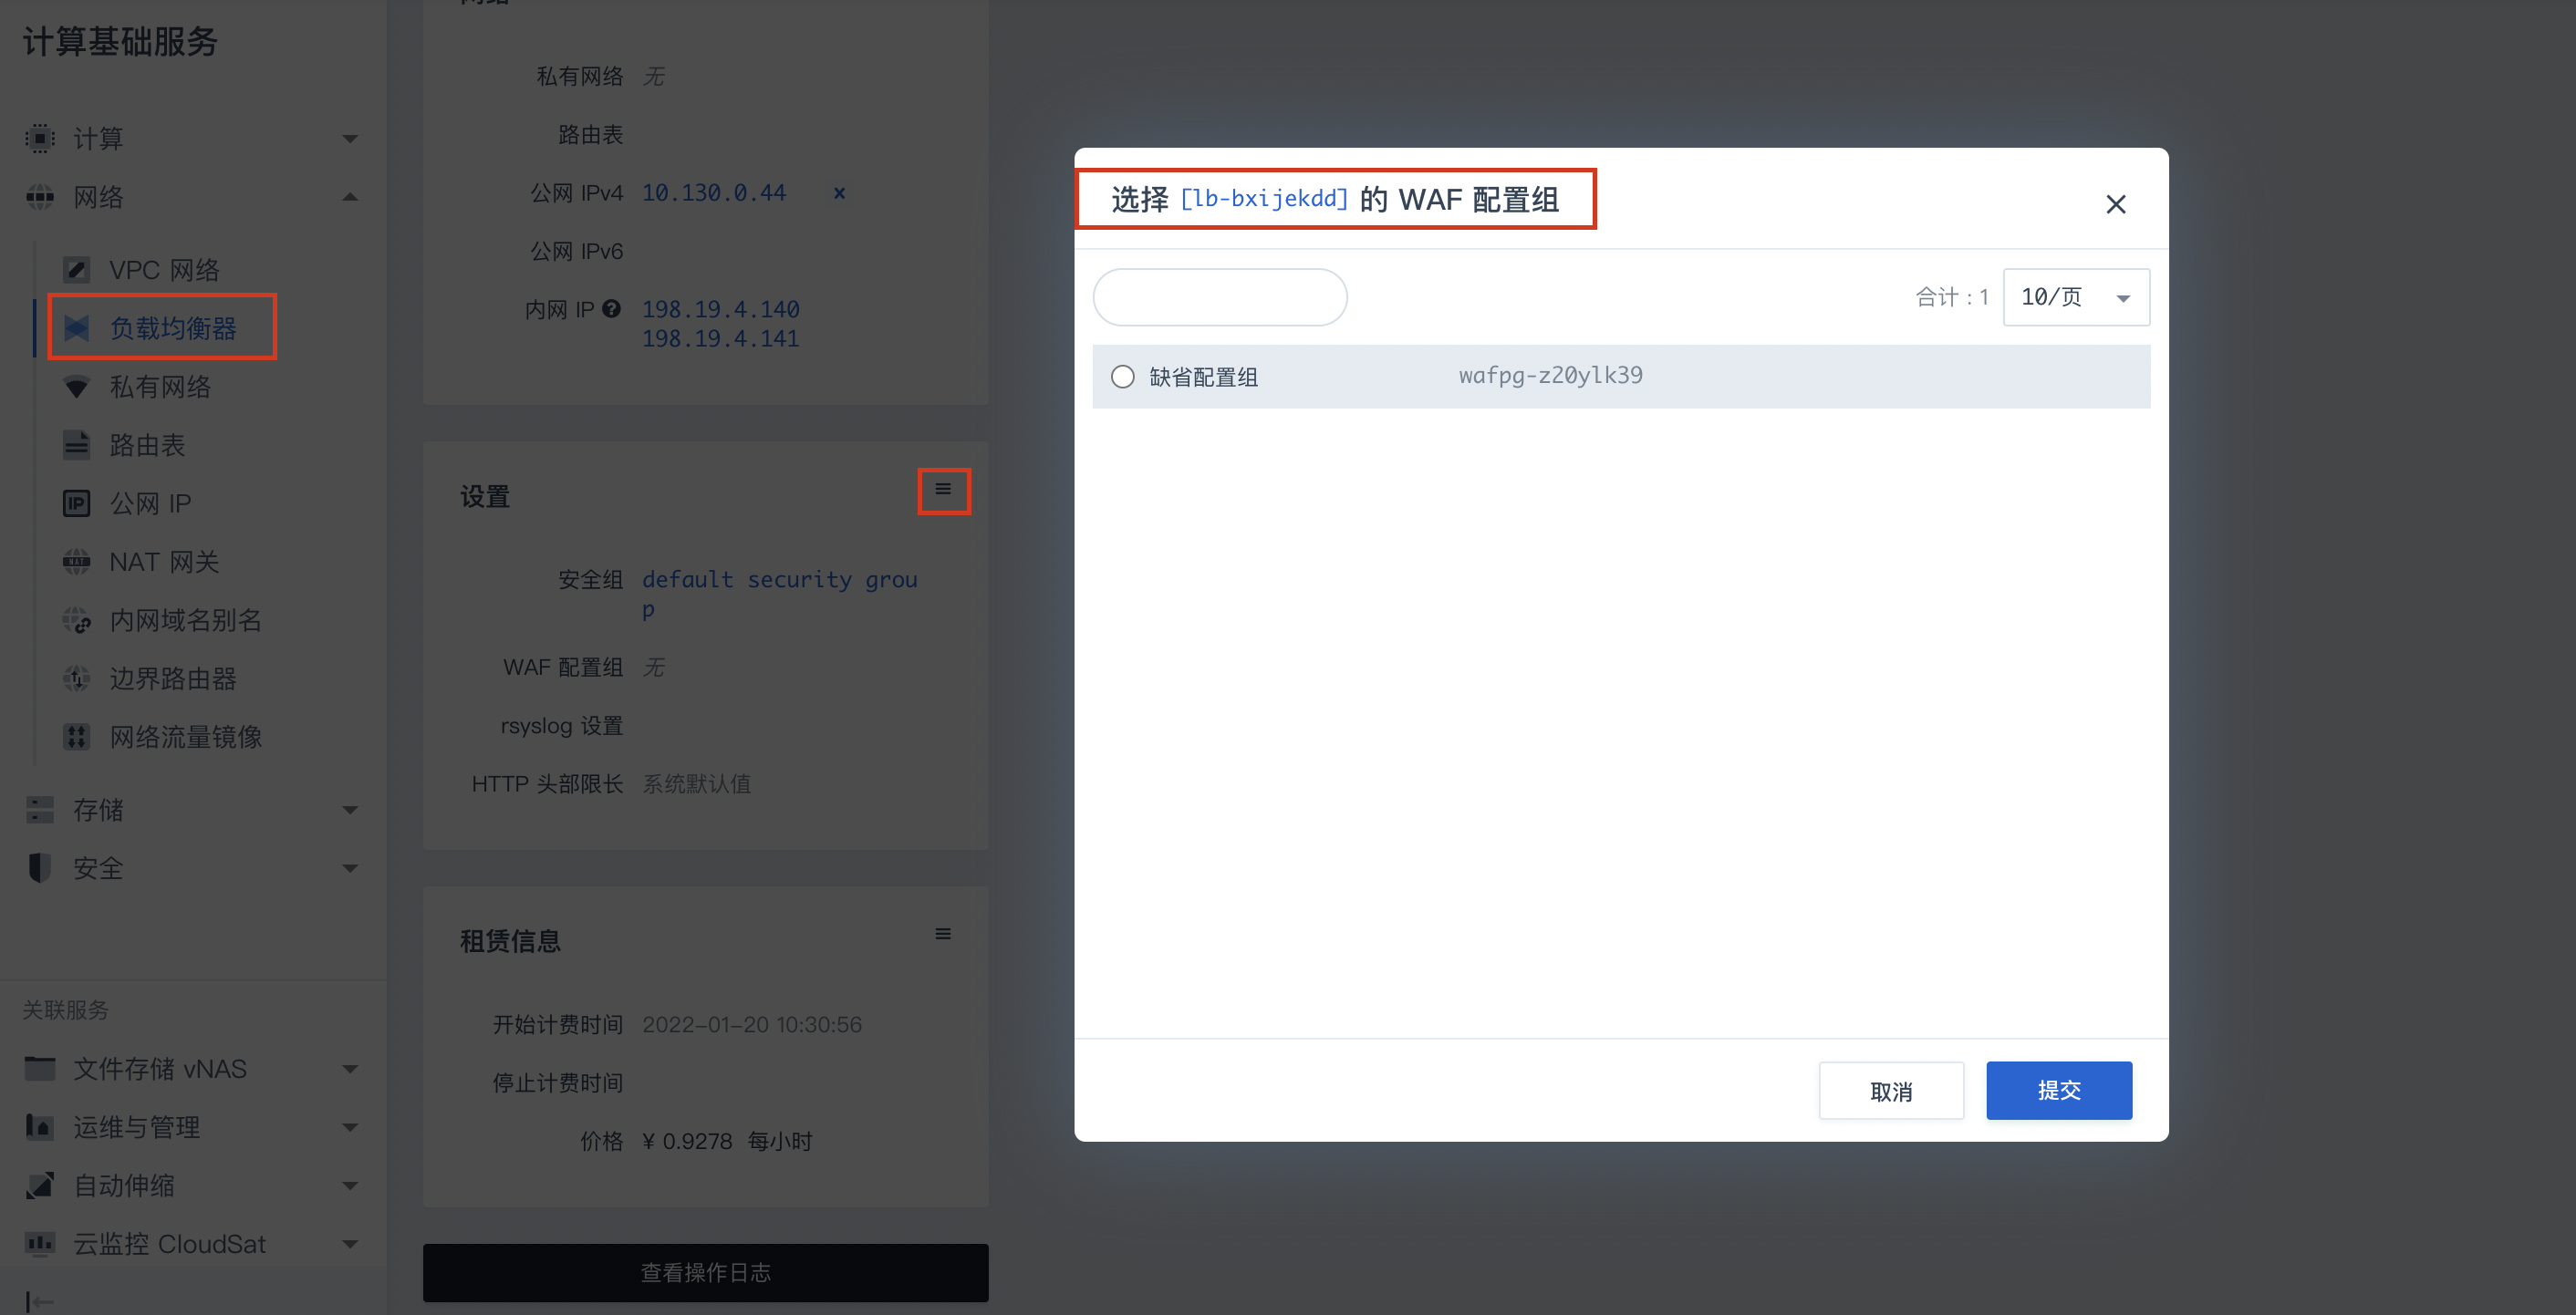 计算基础服务
计算
网络
VPC 网络
负载均衡器
私有网络
路由表
IP
公网 IP
NAT
NAT 网关
内网域名别名
边界路由器
网络流量镜像
存储
安全
关联服务
文件存储 vNAS
运维与管理
自动伸缩
云监控 CloudSat
私有网络 无
路由表
公网 IPv4 10.130.0.44 ×
公网 IPv6
内网 IP ? 198.19.4.140
198.19.4.141
设置
安全组 default security grou
p
WAF 配置组 无
rsyslog 设置
HTTP 头部限长 系统默认值
租赁信息
开始计费时间 2022-01-20 10:30:56
停止计费时间
价格 ¥ 0.9278 每小时
查看操作日志
选择 [lb-bxijekdd] 的 WAF 配置组
合计：1 10/页
缺省配置组 wafpg-z20ylk39
取消 提交